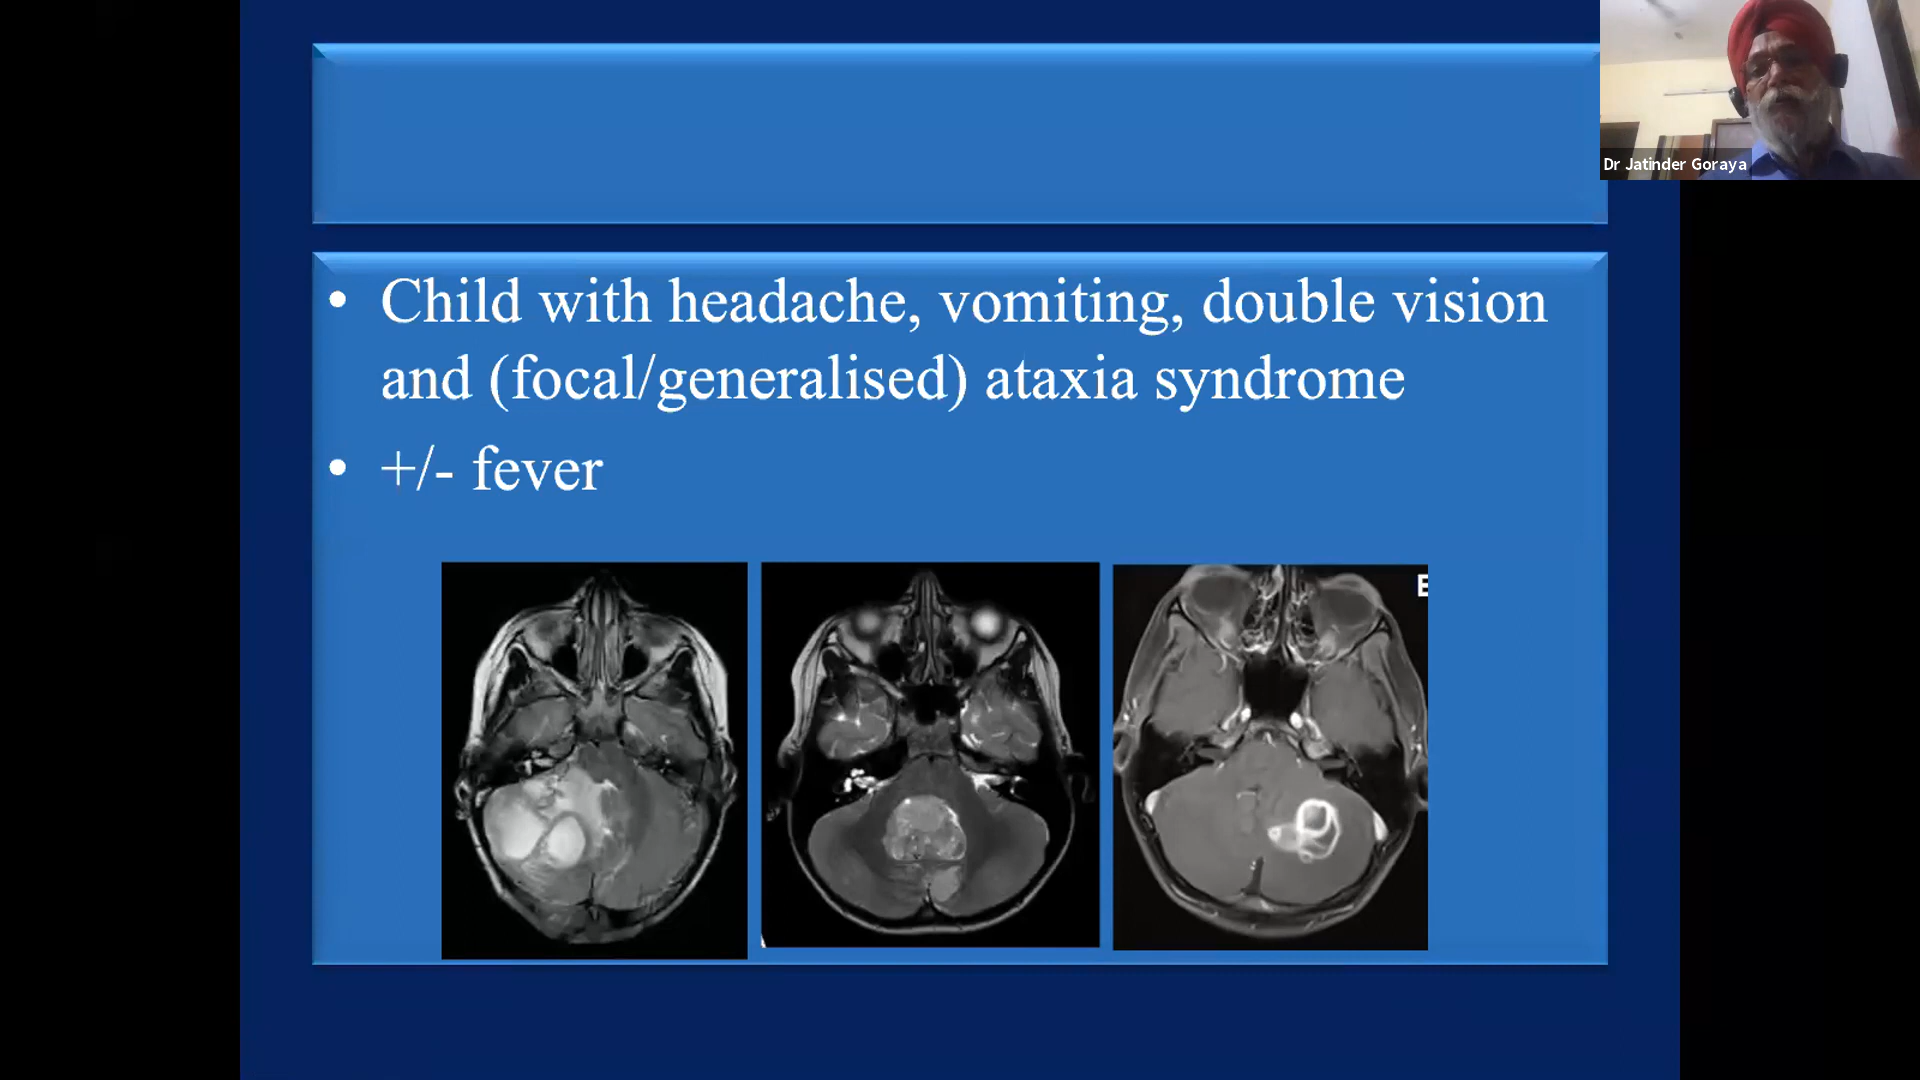 Dr Jatinder Goraya
• Child with headache, vomiting, double vision
and (focal/generalised) ataxia syndrome
• +/- fever
E